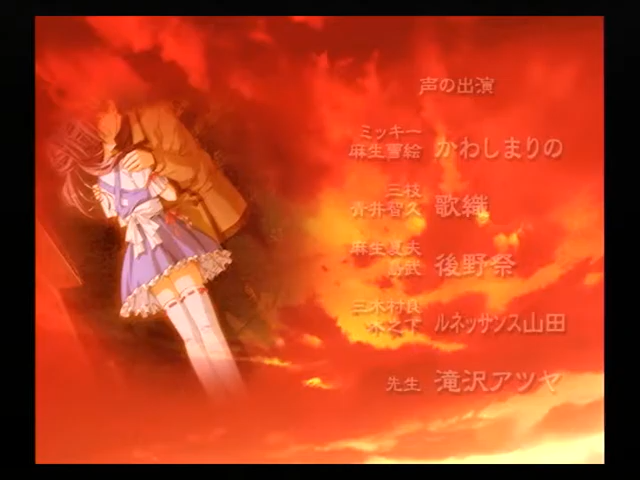 声の出演
ミッキー
麻生雪絵 かわしまりの
三枝
青井智久 歌織
麻生夏夫
島武 後野祭
三木村良
木之下 ルネッサンス山田
先生 滝沢アツヤ